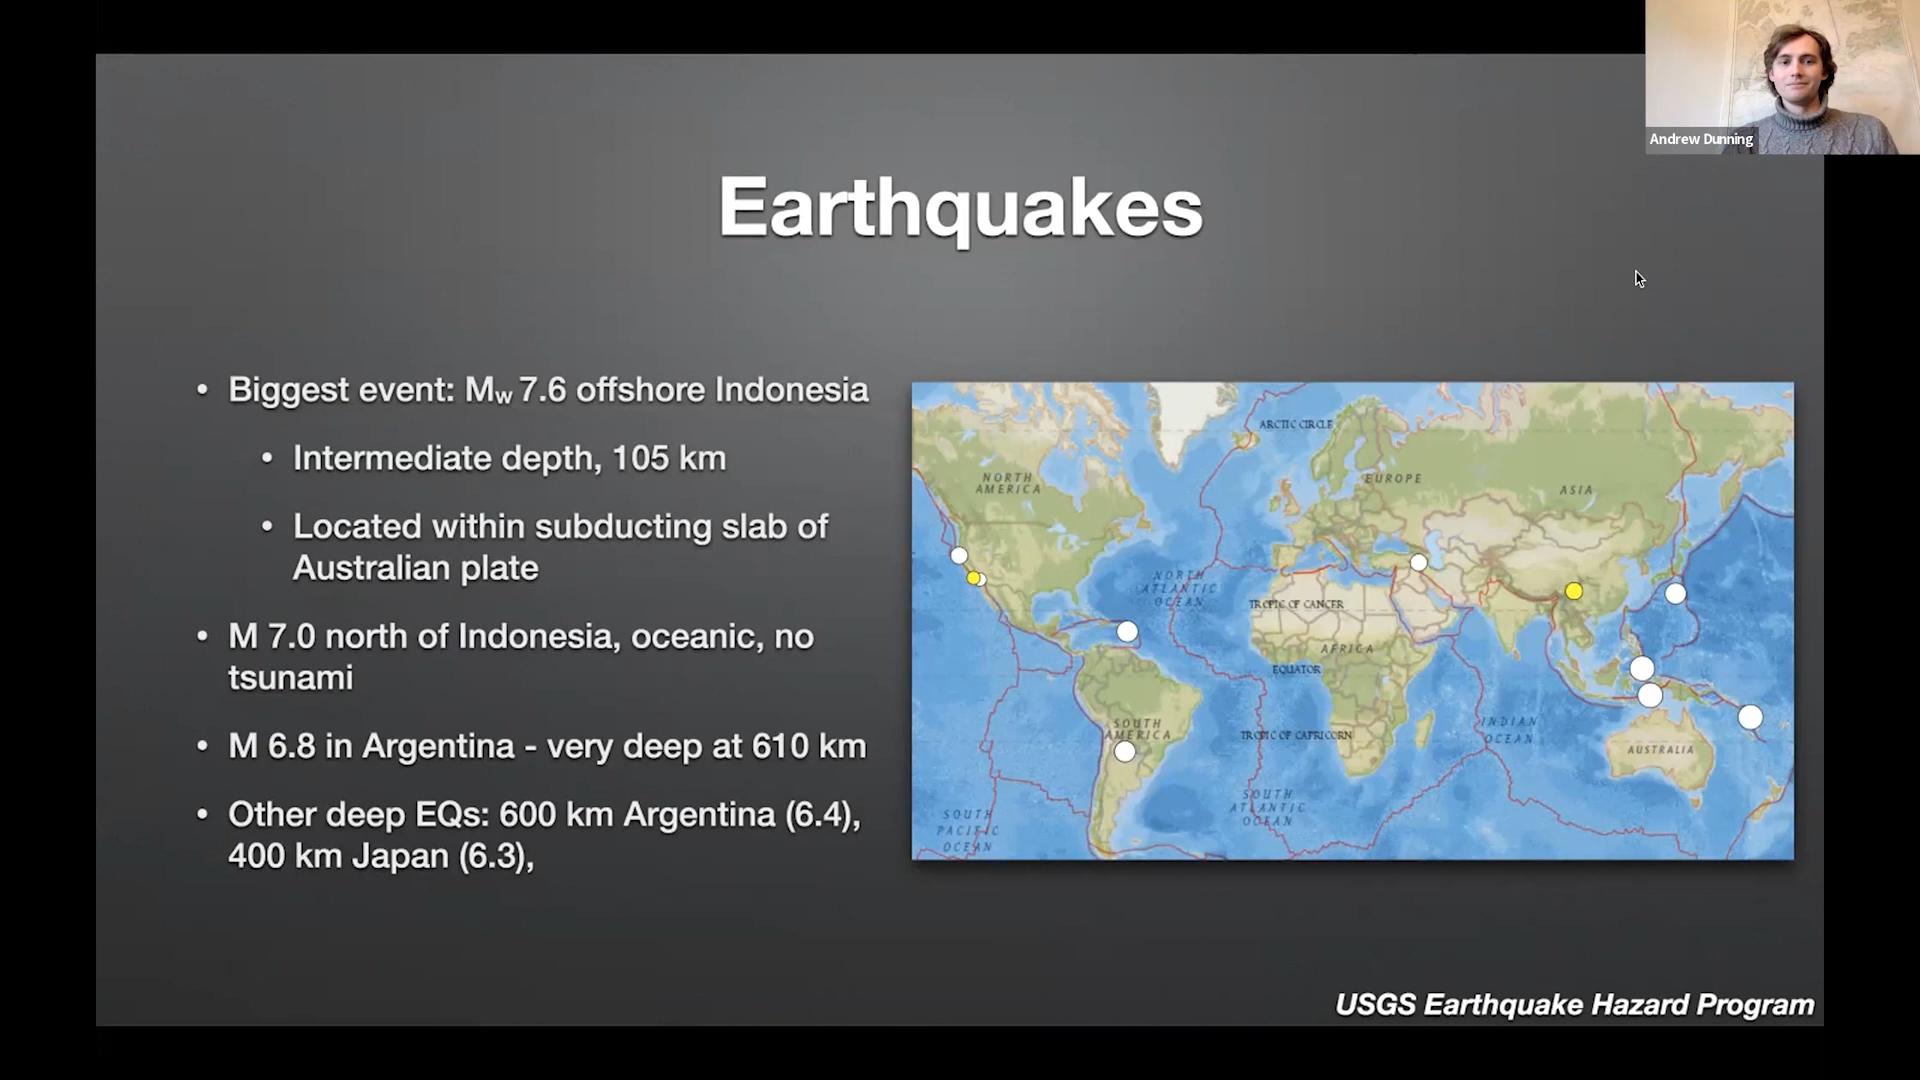 Andrew Dunning
Earthquakes
• Biggest event: Mw 7.6 offshore Indonesia
• Intermediate depth, 105 km
• Located within subducting slab of
Australian plate
• M 7.0 north of Indonesia, oceanic, no
tsunami
• M 6.8 in Argentina - very deep at 610 km
• Other deep EQs: 600 km Argentina (6.4),
400 km Japan (6.3),
ARCTIC CIRCLE
NORTH
AMERICA
EUROPE
ASIA
NORTH
ATLANTIC
OCEAN
TROPIC OF CANCER
AFRICA
EQUATOR
SOUTH
AMERICA
TROPIC OF CAPRICORN
INDIAN
OCEAN
AUSTRALIA
SOUTH
ATLANTIC
OCEAN
SOUTH
PACIFIC
OCEAN
USGS Earthquake Hazard Program